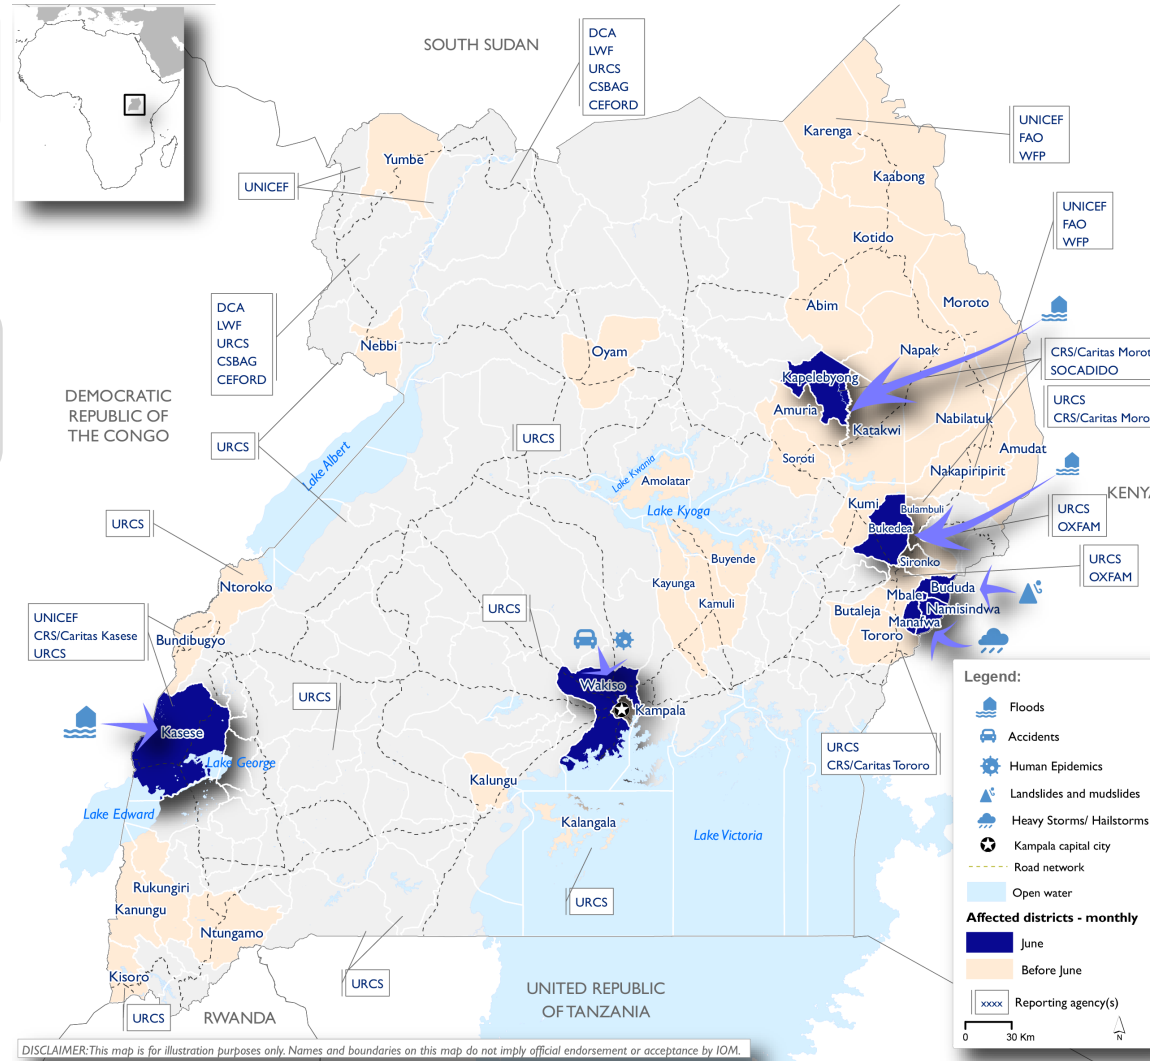 SOUTH SUDAN
DCA
LWF
URCS
CSBAG
CEFORD
UNICEF
FAO
WFP
Karenga
Yumbe
UNICEF
Kaabong
UNICEF
FAO
WFP
Kotido
DCA
LWF
URCS
CSBAG
CEFORD
Abim
Moroto
Nebbi
Oyam
Napak
CRS/Caritas Morot
SOCADIDO
Kapelebyong
DEMOCRATIC
REPUBLIC OF
THE CONGO
URCS
CRS/Caritas Moro
Amuria
Katakwi
Nabilatuk
URCS
URCS
Lake Albert
Soroti
Amudat
Lake Kwania
Nakapiripirit
Amolatar
KENYA
Kumi
Bulambuli
Lake Kyoga
URCS
OXFAM
URCS
Bukedea
Buyende
Sironko
URCS
OXFAM
Ntoroko
Kayunga
Mbale
Bududa
Kamuli
Butaleja
Namisindwa
Manafwa
Tororo
UNICEF
CRS/Caritas Kasese
URCS
URCS
Bundibugyo
Wakiso
Kampala
URCS
Kasese
Lake George
URCS
CRS/Caritas Tororo
Kalungu
Lake Edward
Kalangala
Lake Victoria
Rukungiri
Kanungu
URCS
Ntungamo
Kisoro
URCS
URCS
RWANDA
UNITED REPUBLIC
OF TANZANIA
Legend:
Floods
Accidents
Human Epidemics
Landslides and mudslides
Heavy Storms/ Hailstorms
Kampala capital city
Road network
Open water
Affected districts - monthly
June
Before June
xxxx Reporting agency(s)
0 30 Km
N
DISCLAIMER:This map is for illustration purposes only. Names and boundaries on this map do not imply official endorsement or acceptance by IOM.